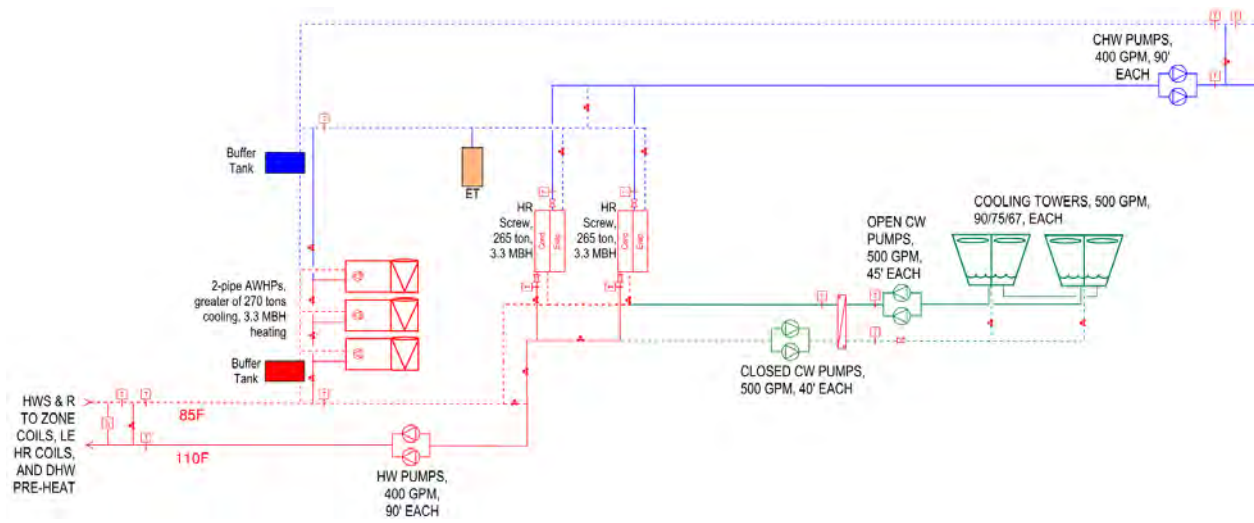 CHW PUMPS,
400 GPM, 90'
EACH
Buffer
Tank
ET
HR
Screw,
265 ton,
3.3 MBH
HR
Screw,
265 ton,
3.3 MBH
Cond
Evap
Cond
Evap
OPEN CW
PUMPS,
500 GPM,
45' EACH
COOLING TOWERS, 500 GPM,
90/75/67, EACH
2-pipe AWHPs,
greater of 270 tons
cooling, 3.3 MBH
heating
Buffer
Tank
CLOSED CW PUMPS,
500 GPM, 40' EACH
HWS & R
TO ZONE
COILS, LE
HR COILS,
AND DHW
PRE-HEAT
85F
110F
HW PUMPS,
400 GPM,
90' EACH